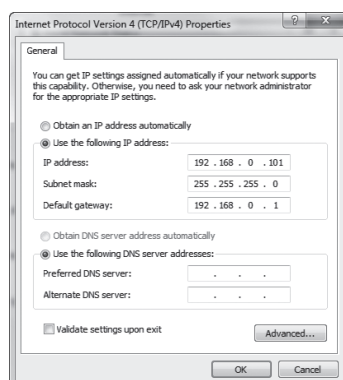 Internet Protocol Version 4 (TCP/IPv4) Properties
? X
General
You can get IP settings assigned automatically if your network supports
this capability. Otherwise, you need to ask your network administrator
for the appropriate IP settings.
Obtain an IP address automatically
Use the following IP address:
IP address: 192 . 168 . 0 . 101
Subnet mask: 255 . 255 . 255 . 0
Default gateway: 192 . 168 . 0 . 1
Obtain DNS server address automatically
Use the following DNS server addresses:
Preferred DNS server: . . .
Alternate DNS server: . . .
Validate settings upon exit
Advanced...
OK Cancel